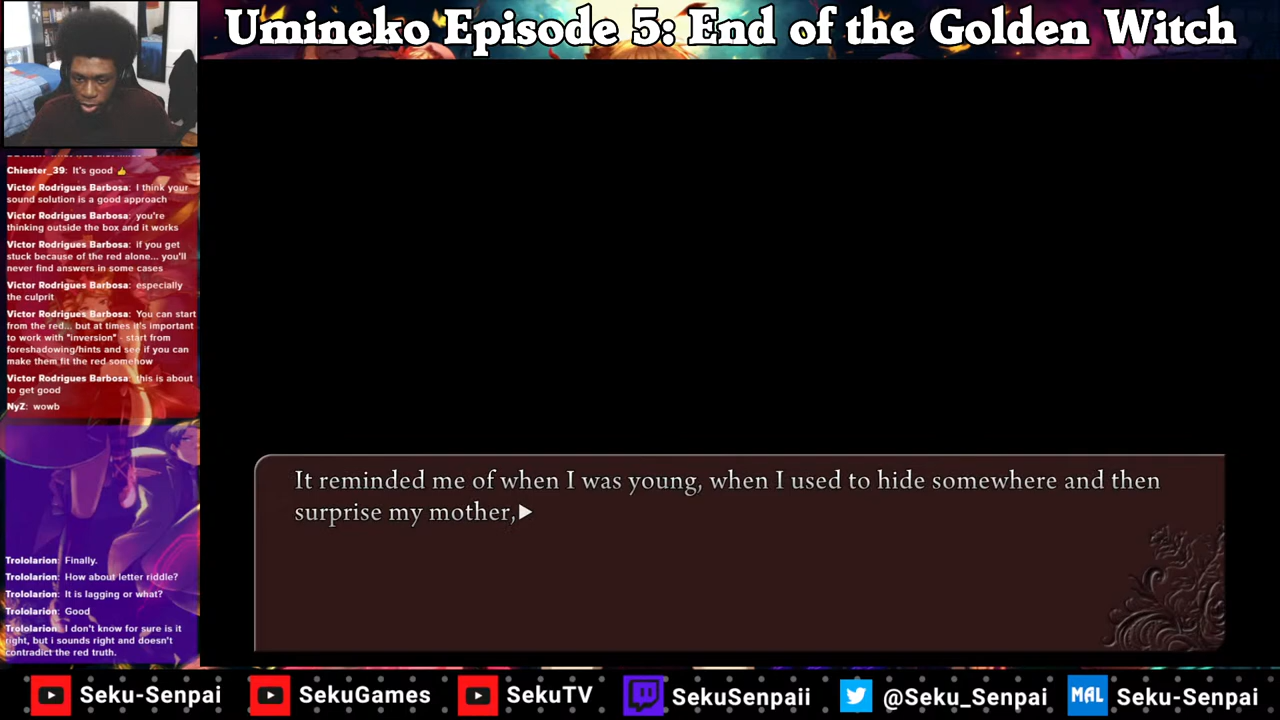 Umineko Episode 5: End of the Golden Witch
Chiester_39: It's good 👍
Victor Rodrigues Barbosa: I think your
sound solution is a good approach
Victor Rodrigues Barbosa: you're
thinking outside the box and it works
Victor Rodrigues Barbosa: if you get
stuck because of the red alone... you'll
never find answers in some cases
Victor Rodrigues Barbosa: especially
the culprit
Victor Rodrigues Barbosa: You can start
from the red... but at times it's important
to work with "inversion" - start from
foreshadowing/hints and see if you can
make them fit the red somehow
Victor Rodrigues Barbosa: this is about
to get good
NyZ: wowb
Trololarion: Finally.
Trololarion: How about letter riddle?
Trololarion: It is lagging or what?
Trololarion: Good
Trololarion: I don't know for sure is it
right, but i sounds right and doesn't
contradict the red truth.
It reminded me of when I was young, when I used to hide somewhere and then
surprise my mother,
Seku-Senpai
SekuGames
SekuTV
SekuSenpaii
@Seku_Senpai
MAL
Seku-Senpai